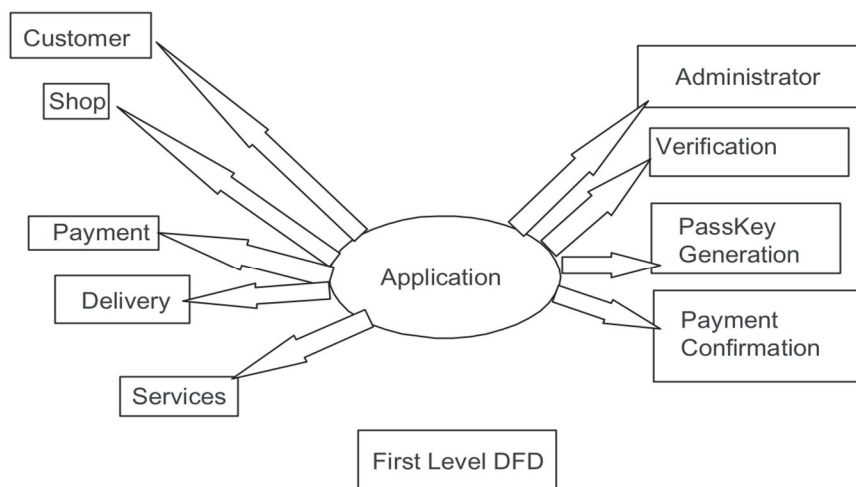 Customer
Shop
Payment
Delivery
Services
Application
Administrator
Verification
PassKey
Generation
Payment
Confirmation
First Level DFD